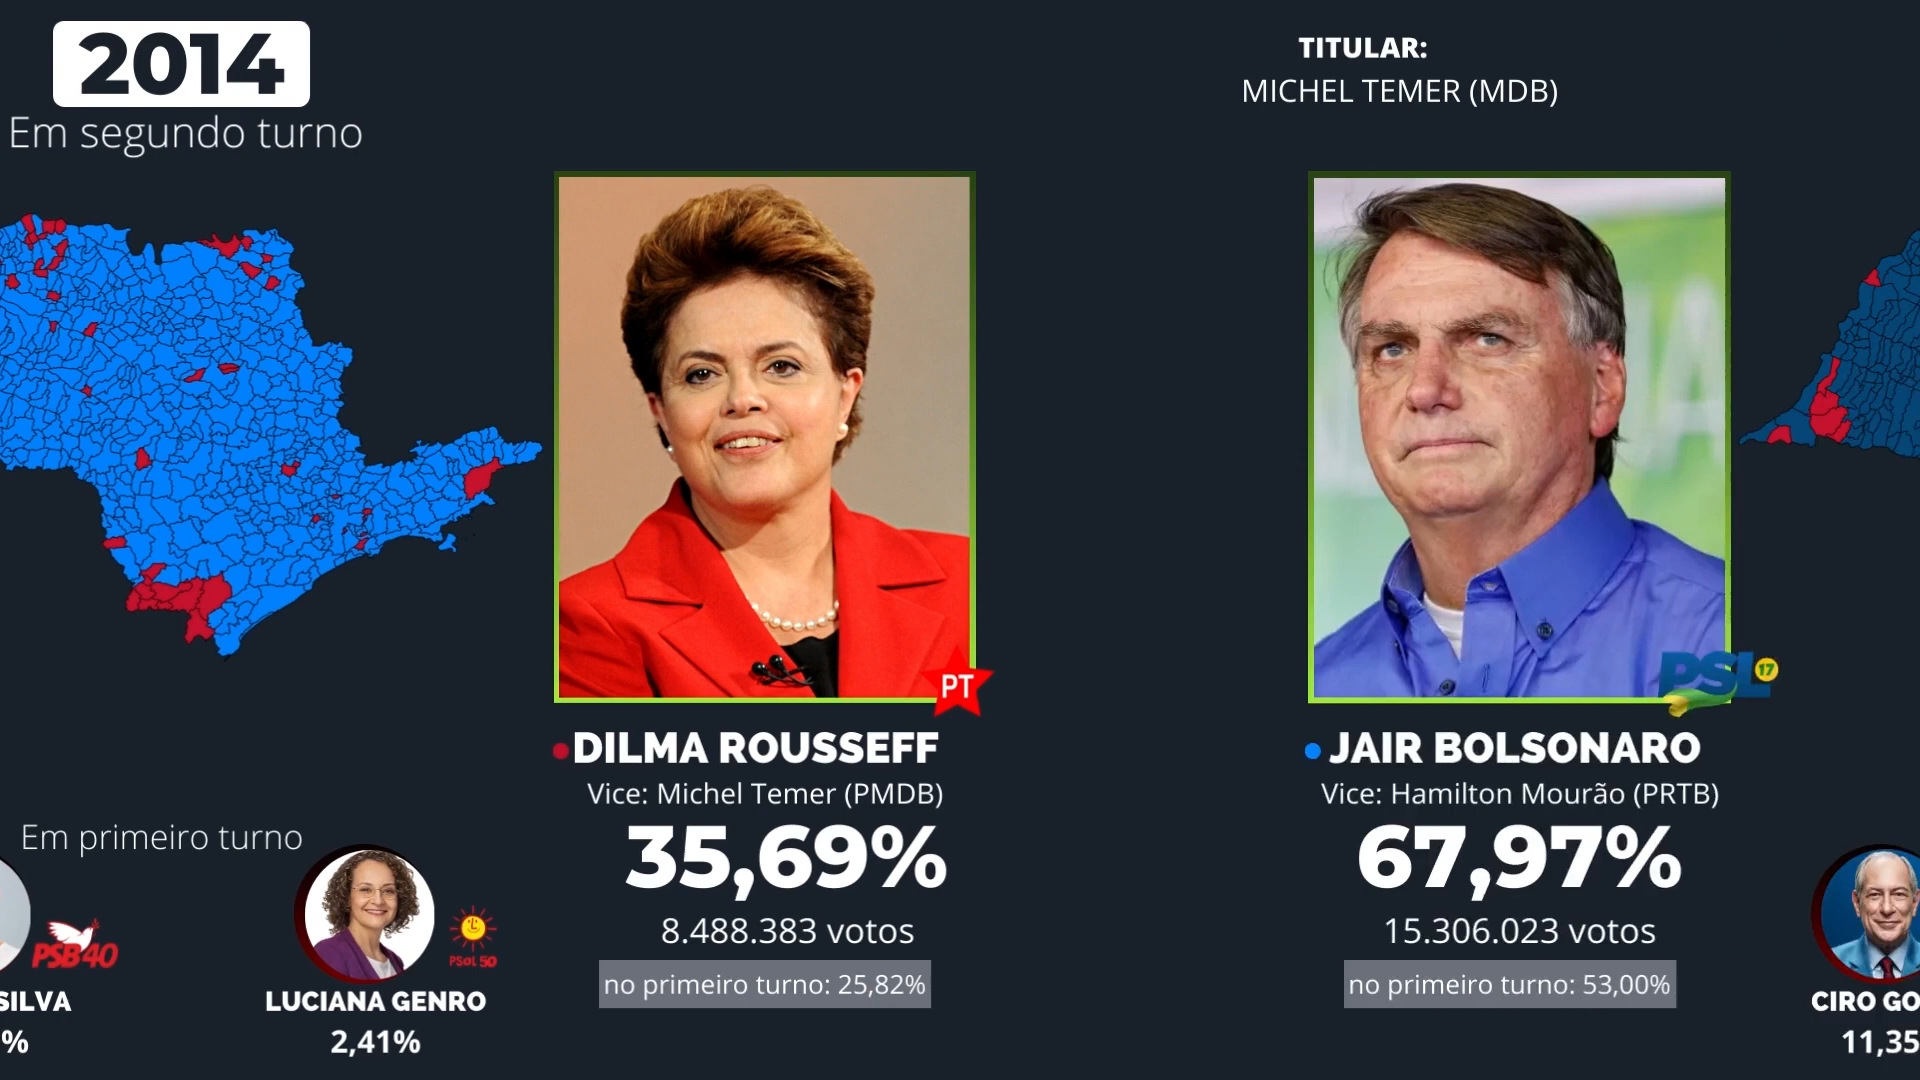 2014
Em segundo turno
TITULAR:
MICHEL TEMER (MDB)
PT
PSL 17
DILMA ROUSSEFF
Vice: Michel Temer (PMDB)
35,69%
8.488.383 votos
no primeiro turno: 25,82%
JAIR BOLSONARO
Vice: Hamilton Mourão (PRTB)
67,97%
15.306.023 votos
no primeiro turno: 53,00%
Em primeiro turno
PSB40
SILVA
%
PSOL 50
LUCIANA GENRO
2,41%
CIRO GO
11,35